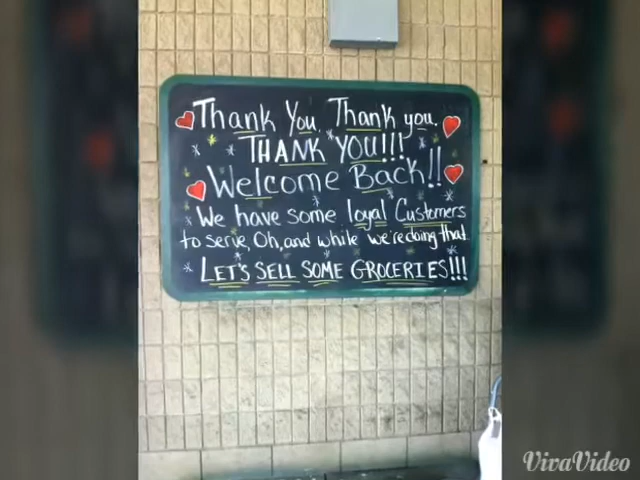 Thank You, Thank you.
THANK YOU!!!
Welcome Back!!
We have some loyal Customers
to serve, Oh, and while we're doing that
LET'S SELL SOME GROCERIES!!!
VivaVideo